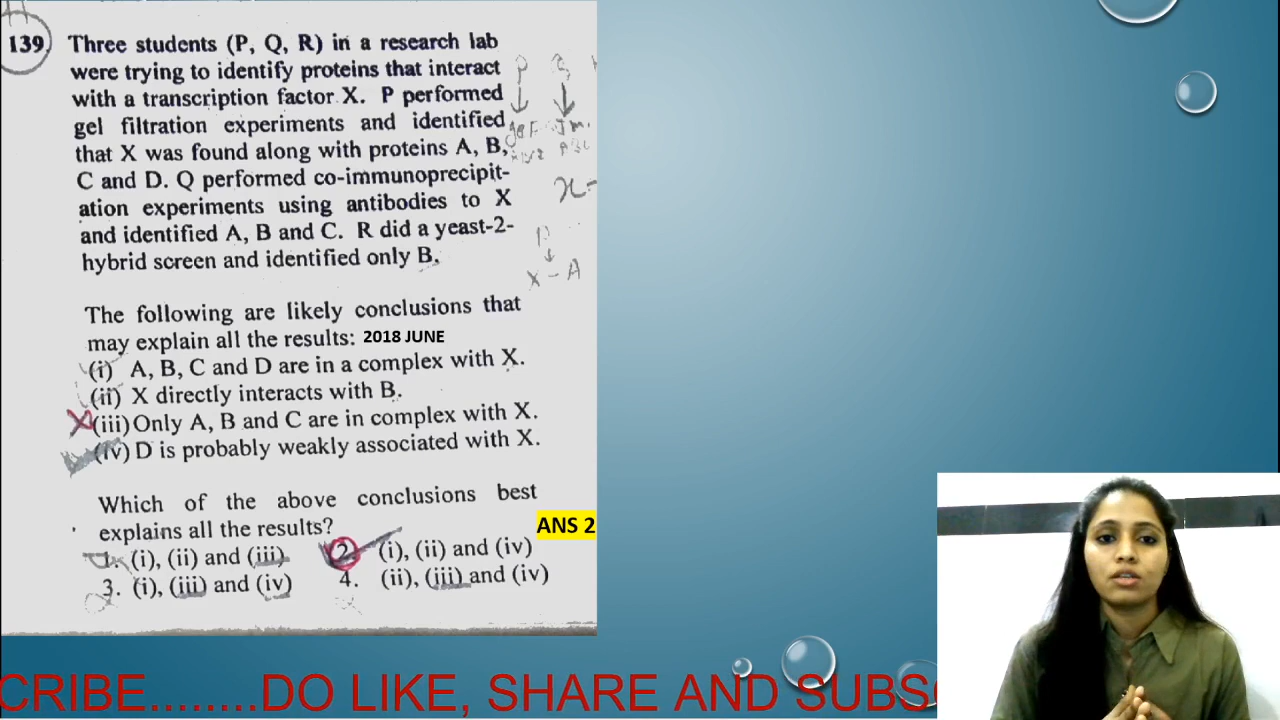 139 Three students (P, Q, R) in a research lab
were trying to identify proteins that interact
with a transcription factor X. P performed
gel filtration experiments and identified
that X was found along with proteins A, B,
C and D. Q performed co-immunoprecipit-
ation experiments using antibodies to X
and identified A, B and C. R did a yeast-2-
hybrid screen and identified only B.
P
X - A
The following are likely conclusions that
may explain all the results: 2018 JUNE
(i) A, B, C and D are in a complex with X.
(ii) X directly interacts with B.
(iii) Only A, B and C are in complex with X.
(iv) D is probably weakly associated with X.
Which of the above conclusions best
explains all the results?
ANS 2
1. (i), (ii) and (iii) 2. (i), (ii) and (iv)
3. (i), (iii) and (iv) 4. (ii), (iii) and (iv)
CRIBE........DO LIKE, SHARE AND SUBS